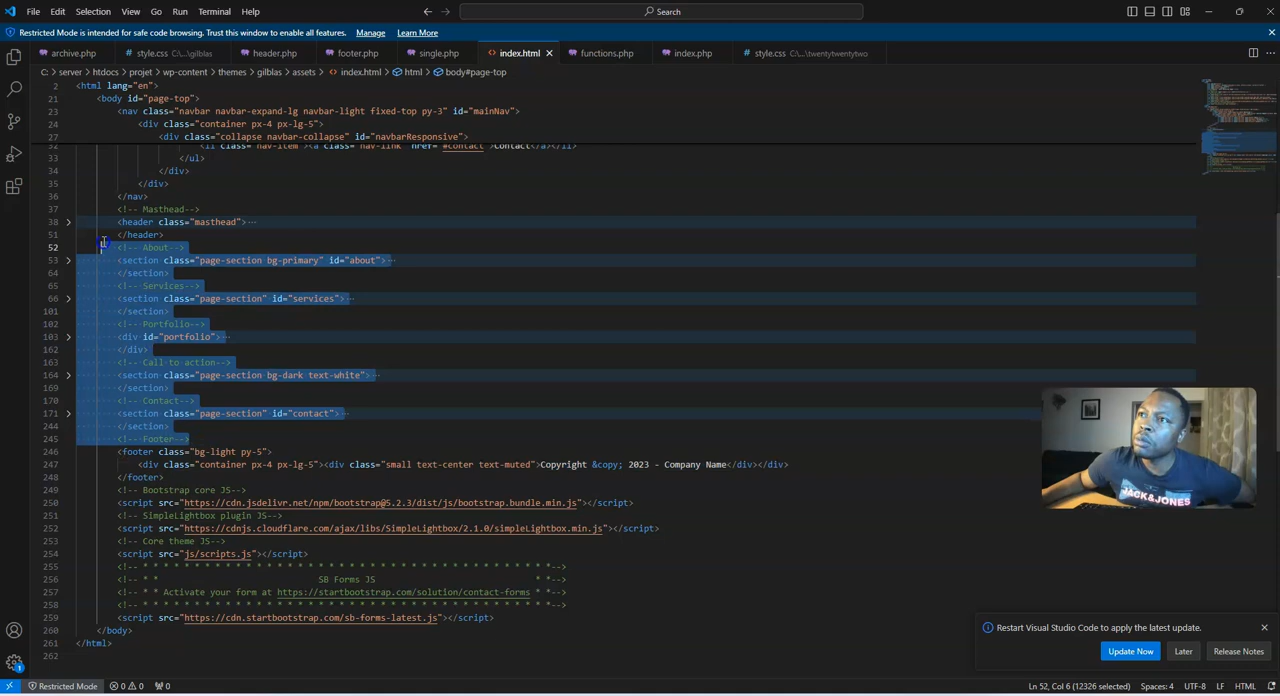 File Edit Selection View Go Run Terminal Help
Search
Restricted Mode is intended for safe code browsing. Trust this window to enable all features. Manage Learn More
archive.php style.css C:\...\gilblas header.php footer.php single.php index.html functions.php index.php style.css C:\...\twentytwentytwo
C: > server > htdocs > projet > wp-content > themes > gilblas > assets > index.html > html > body#page-top
2 <html lang="en">
21 <body id="page-top">
23 <nav class="navbar navbar-expand-lg navbar-light fixed-top py-3" id="mainNav">
24 <div class="container px-4 px-lg-5">
27 <div class="collapse navbar-collapse" id="navbarResponsive">
32 <li class="nav-item"><a class="nav-link" href="#contact">Contact</a></li>
33 </ul>
34 </div>
35 </div>
36 </nav>
37 <!-- Masthead-->
38 <header class="masthead">
51 </header>
52 <!-- About-->
53 <section class="page-section bg-primary" id="about">
64 </section>
65 <!-- Services-->
66 <section class="page-section" id="services">
101 </section>
102 <!-- Portfolio-->
103 <div id="portfolio">
162 </div>
163 <!-- Call to action-->
164 <section class="page-section bg-dark text-white">
169 </section>
170 <!-- Contact-->
171 <section class="page-section" id="contact">
244 </section>
245 <!-- Footer-->
246 <footer class="bg-light py-5">
247 <div class="container px-4 px-lg-5"><div class="small text-center text-muted">Copyright &copy; 2023 - Company Name</div></div>
248 </footer>
249 <!-- Bootstrap core JS-->
250 <script src="https://cdn.jsdelivr.net/npm/bootstrap@5.2.3/dist/js/bootstrap.bundle.min.js"></script>
251 <!-- SimpleLightbox plugin JS-->
252 <script src="https://cdnjs.cloudflare.com/ajax/libs/SimpleLightbox/2.1.0/simpleLightbox.min.js"></script>
253 <!-- Core theme JS-->
254 <script src="js/scripts.js"></script>
255 <!-- * * * * * * * * * * * * * * * * * * * * * * * * * * * * * * *-->
256 <!-- * * SB Forms JS * *-->
257 <!-- * * Activate your form at https://startbootstrap.com/solution/contact-forms * *-->
258 <!-- * * * * * * * * * * * * * * * * * * * * * * * * * * * * * * *-->
259 <script src="https://cdn.startbootstrap.com/sb-forms-latest.js"></script>
260 </body>
261 </html>
262
JACK&JONES
Restart Visual Studio Code to apply the latest update.
Update Now Later Release Notes
1
Restricted Mode 0 0 0 Ln 52, Col 6 (12326 selected) Spaces: 4 UTF-8 LF HTML